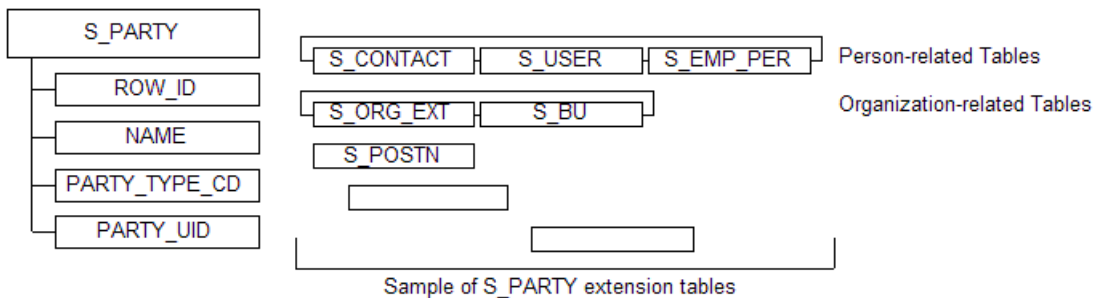 S_PARTY
ROW_ID
NAME
PARTY_TYPE_CD
PARTY_UID
S_CONTACT S_USER S_EMP_PER Person-related Tables
S_ORG_EXT S_BU Organization-related Tables
S_POSTN
Sample of S_PARTY extension tables